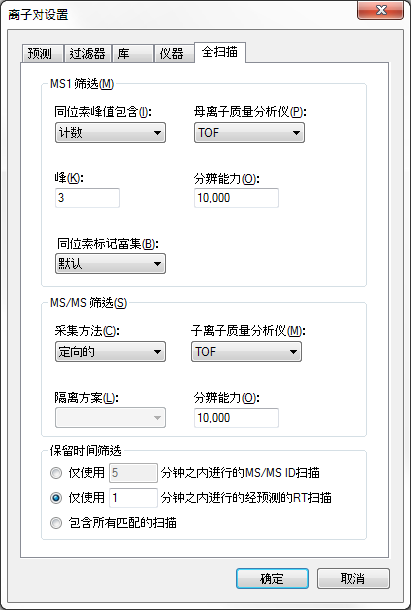 离子对设置
预测 过滤器 库 仪器 全扫描
MS1 筛选(M)
同位素峰值包含(I): 母离子质量分析仪(P):
计数 TOF
峰(K): 分辨能力(O):
3 10,000
同位素标记富集(B):
默认
MS/MS 筛选(S)
采集方法(C): 子离子质量分析仪(M):
定向的 TOF
隔离方案(L): 分辨能力(O):
10,000
保留时间筛选
仅使用 5 分钟之内进行的MS/MS ID扫描
仅使用 1 分钟之内进行的经预测的RT扫描
包含所有匹配的扫描
确定 取消